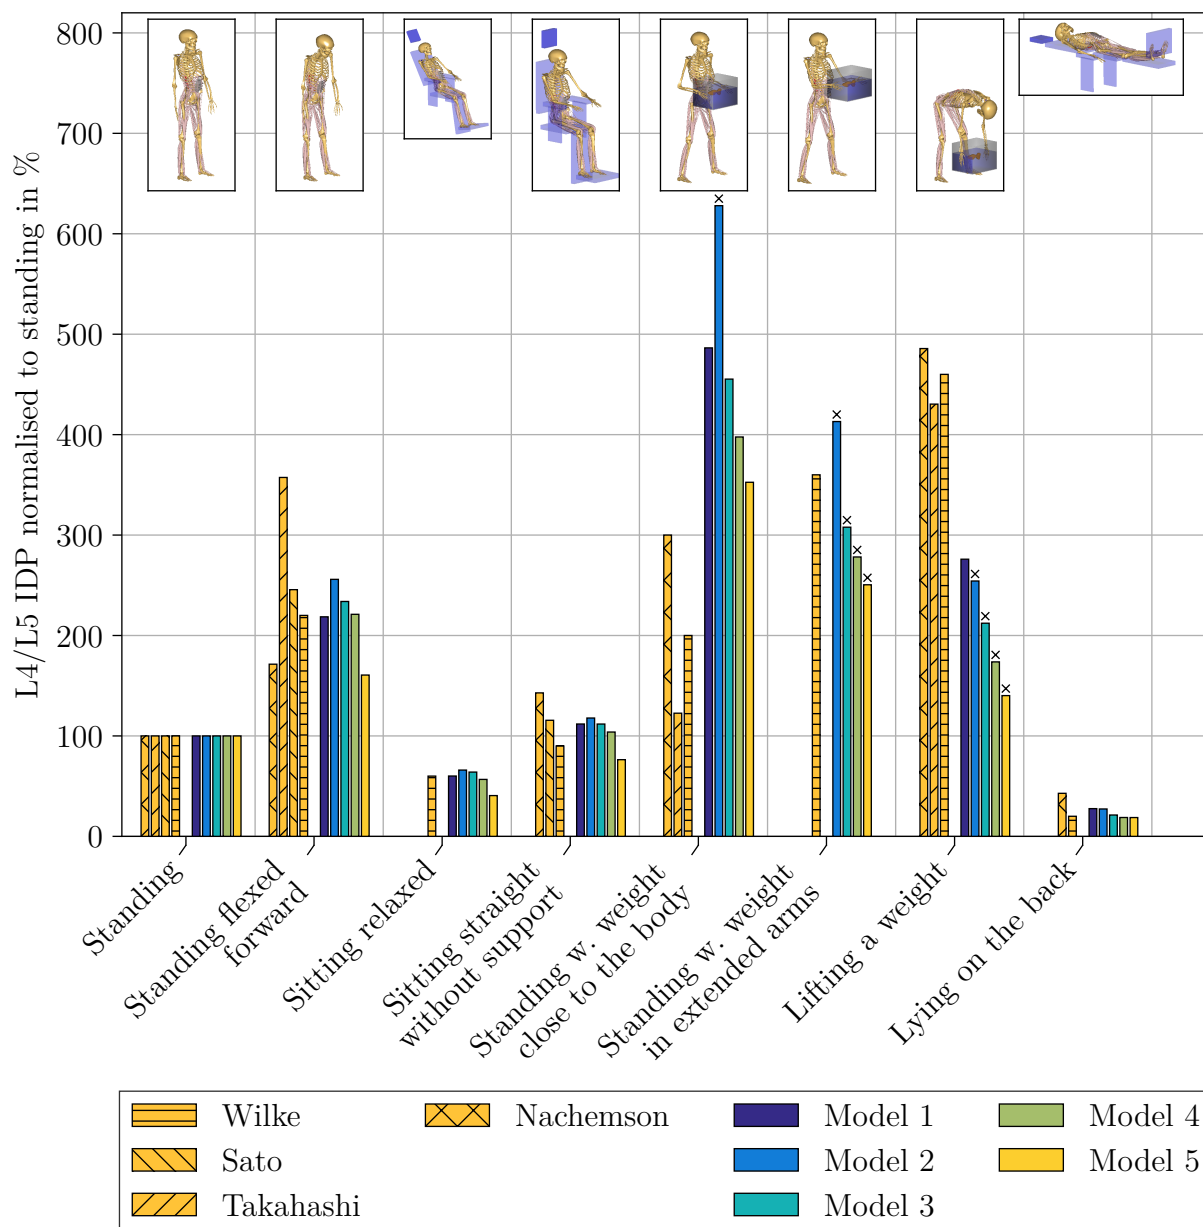 L4/L5 IDP normalised to standing in %
800
700
600
500
400
300
200
100
0
Standing
Standing flexed
forward
Sitting relaxed
Sitting straight
without support
Standing w. weight
close to the body
Standing w. weight
in extended arms
Lifting a weight
Lying on the back
Wilke
Sato
Takahashi
Nachemson
Model 1
Model 2
Model 3
Model 4
Model 5